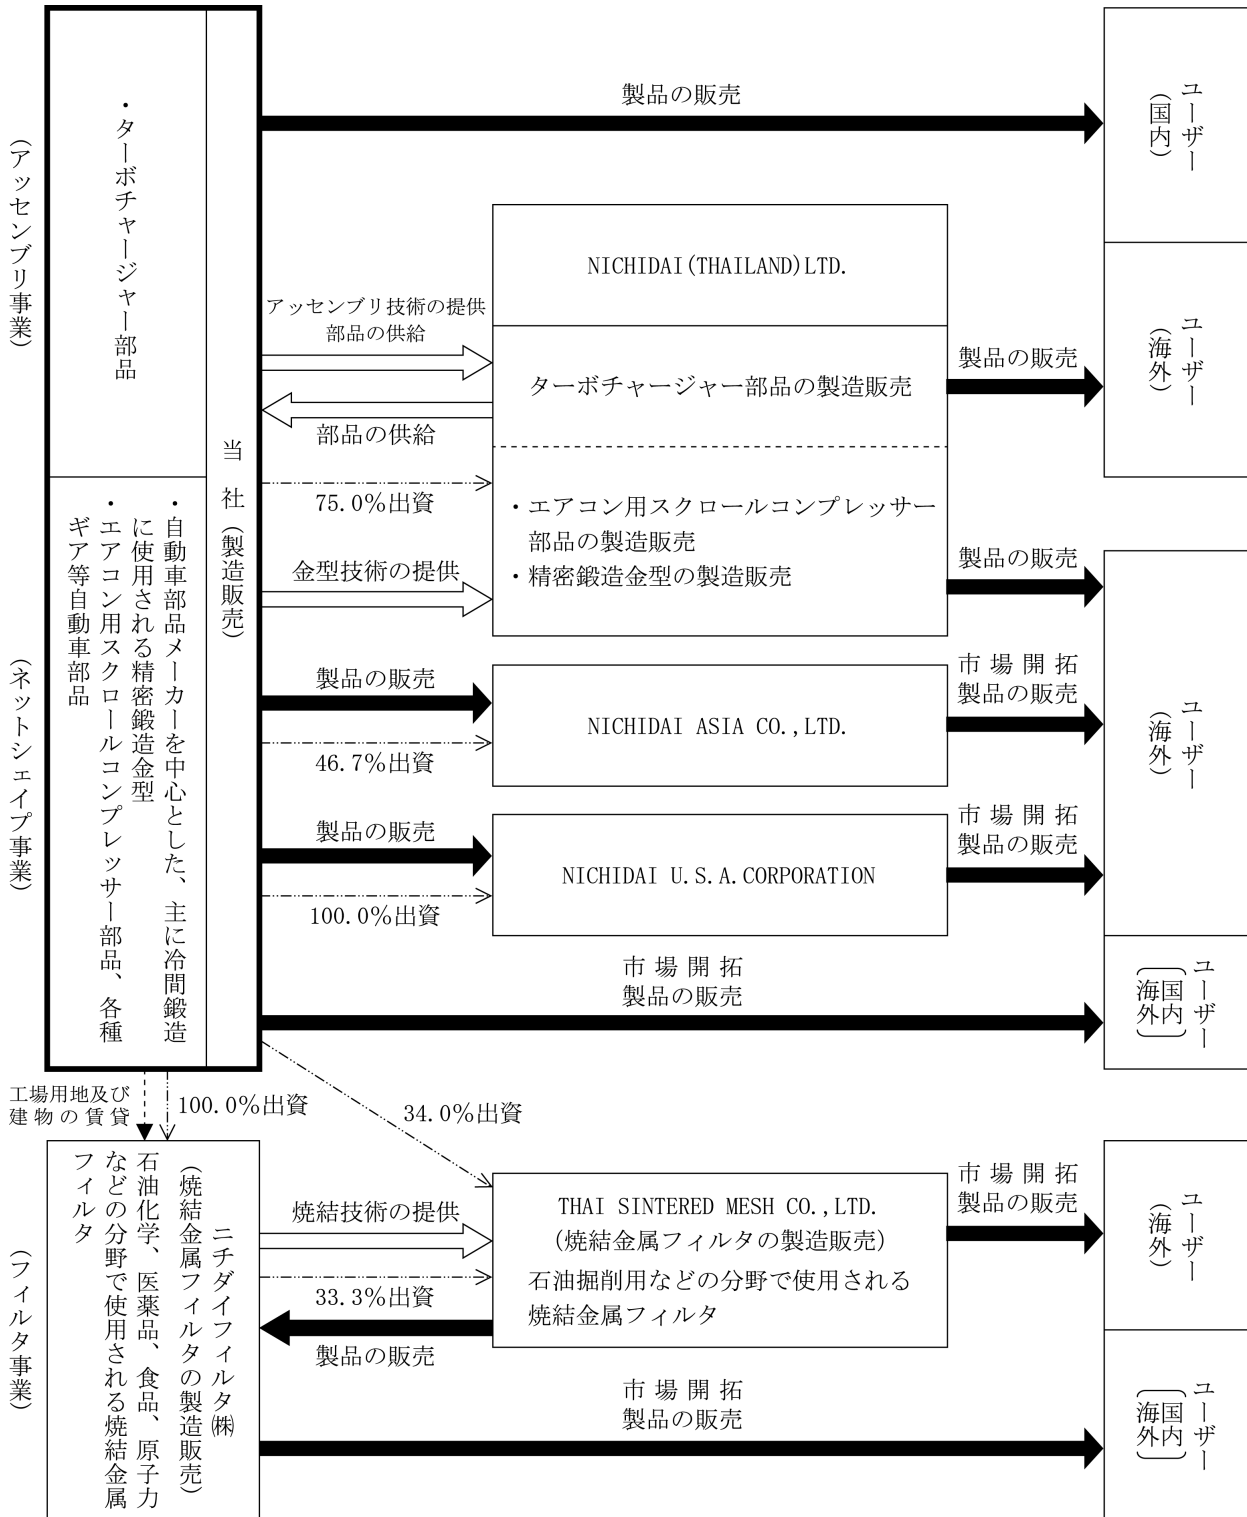 (アッセンブリ事業)
・ターボチャージャー部品
当　社(製造販売)
製品の販売
ユーザー
(国内)
NICHIDAI(THAILAND)LTD.
アッセンブリ技術の提供
部品の供給
ターボチャージャー部品の製造販売
製品の販売
ユーザー
(海外)
部品の供給
75.0%出資
・エアコン用スクロールコンプレッサー
部品の製造販売
・精密鍛造金型の製造販売
金型技術の提供
製品の販売
(ネットシェイプ事業)
・自動車部品メーカーを中心とした、主に冷間鍛造
に使用される精密鍛造金型
・エアコン用スクロールコンプレッサー部品、各種
ギア等自動車部品
製品の販売
46.7%出資
NICHIDAI ASIA CO.,LTD.
市場開拓
製品の販売
ユーザー
(海外)
製品の販売
100.0%出資
NICHIDAI U.S.A.CORPORATION
市場開拓
製品の販売
市場開拓
製品の販売
ユーザー
(国内
海外)
工場用地及び
建物の賃貸
100.0%出資
34.0%出資
(フィルタ事業)
ニチダイフィルタ㈱
(焼結金属フィルタの製造販売)
石油化学、医薬品、食品、原子力
などの分野で使用される焼結金属
フィルタ
焼結技術の提供
33.3%出資
製品の販売
THAI SINTERED MESH CO.,LTD.
(焼結金属フィルタの製造販売)
石油掘削用などの分野で使用される
焼結金属フィルタ
市場開拓
製品の販売
ユーザー
(海外)
市場開拓
製品の販売
ユーザー
(国内
海外)